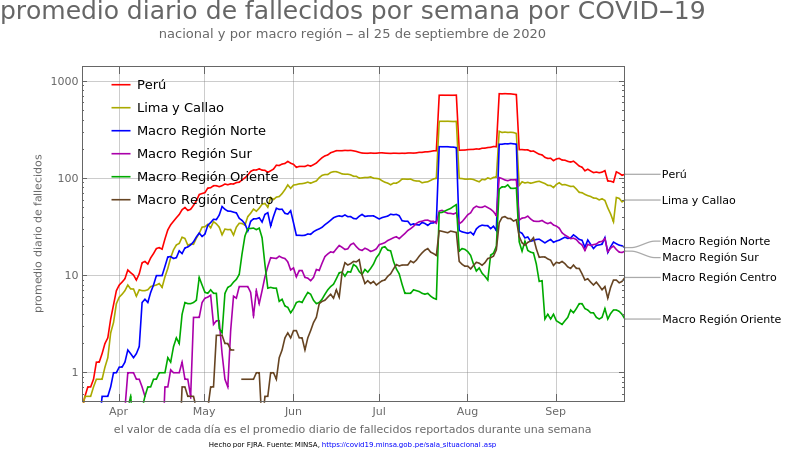 promedio diario de fallecidos por semana por COVID−19
nacional y por macro región − al 25 de septiembre de 2020
promedio diario de fallecidos
1000
100
10
1
Perú
Lima y Callao
Macro Región Norte
Macro Región Sur
Macro Región Oriente
Macro Región Centro
Perú
Lima y Callao
Macro Región Norte
Macro Región Sur
Macro Región Centro
Macro Región Oriente
Apr May Jun Jul Aug Sep
el valor de cada día es el promedio diario de fallecidos reportados durante una semana
Hecho por FJRA. Fuente: MINSA, https://covid19.minsa.gob.pe/sala_situacional.asp